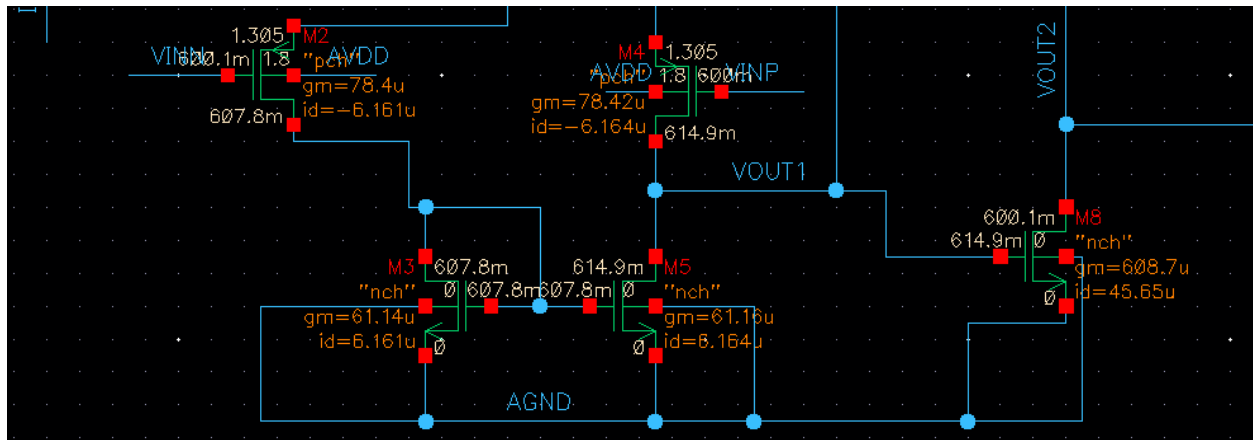 M2
1.305
VINN
600.1m
1.8
AVDD
"pch"
gm=78.4u
id=-6.161u
607.8m
M4
1.305
AVDD
1.8
600m
VINP
"pch"
gm=78.42u
id=-6.164u
614.9m
VOUT1
VOUT2
M3
607.8m
0
607.8m
"nch"
gm=61.14u
id=6.161u
0
614.9m
M5
607.8m
0
"nch"
gm=61.16u
id=6.164u
0
600.1m
M8
614.9m
0
"nch"
gm=608.7u
id=45.65u
0
AGND